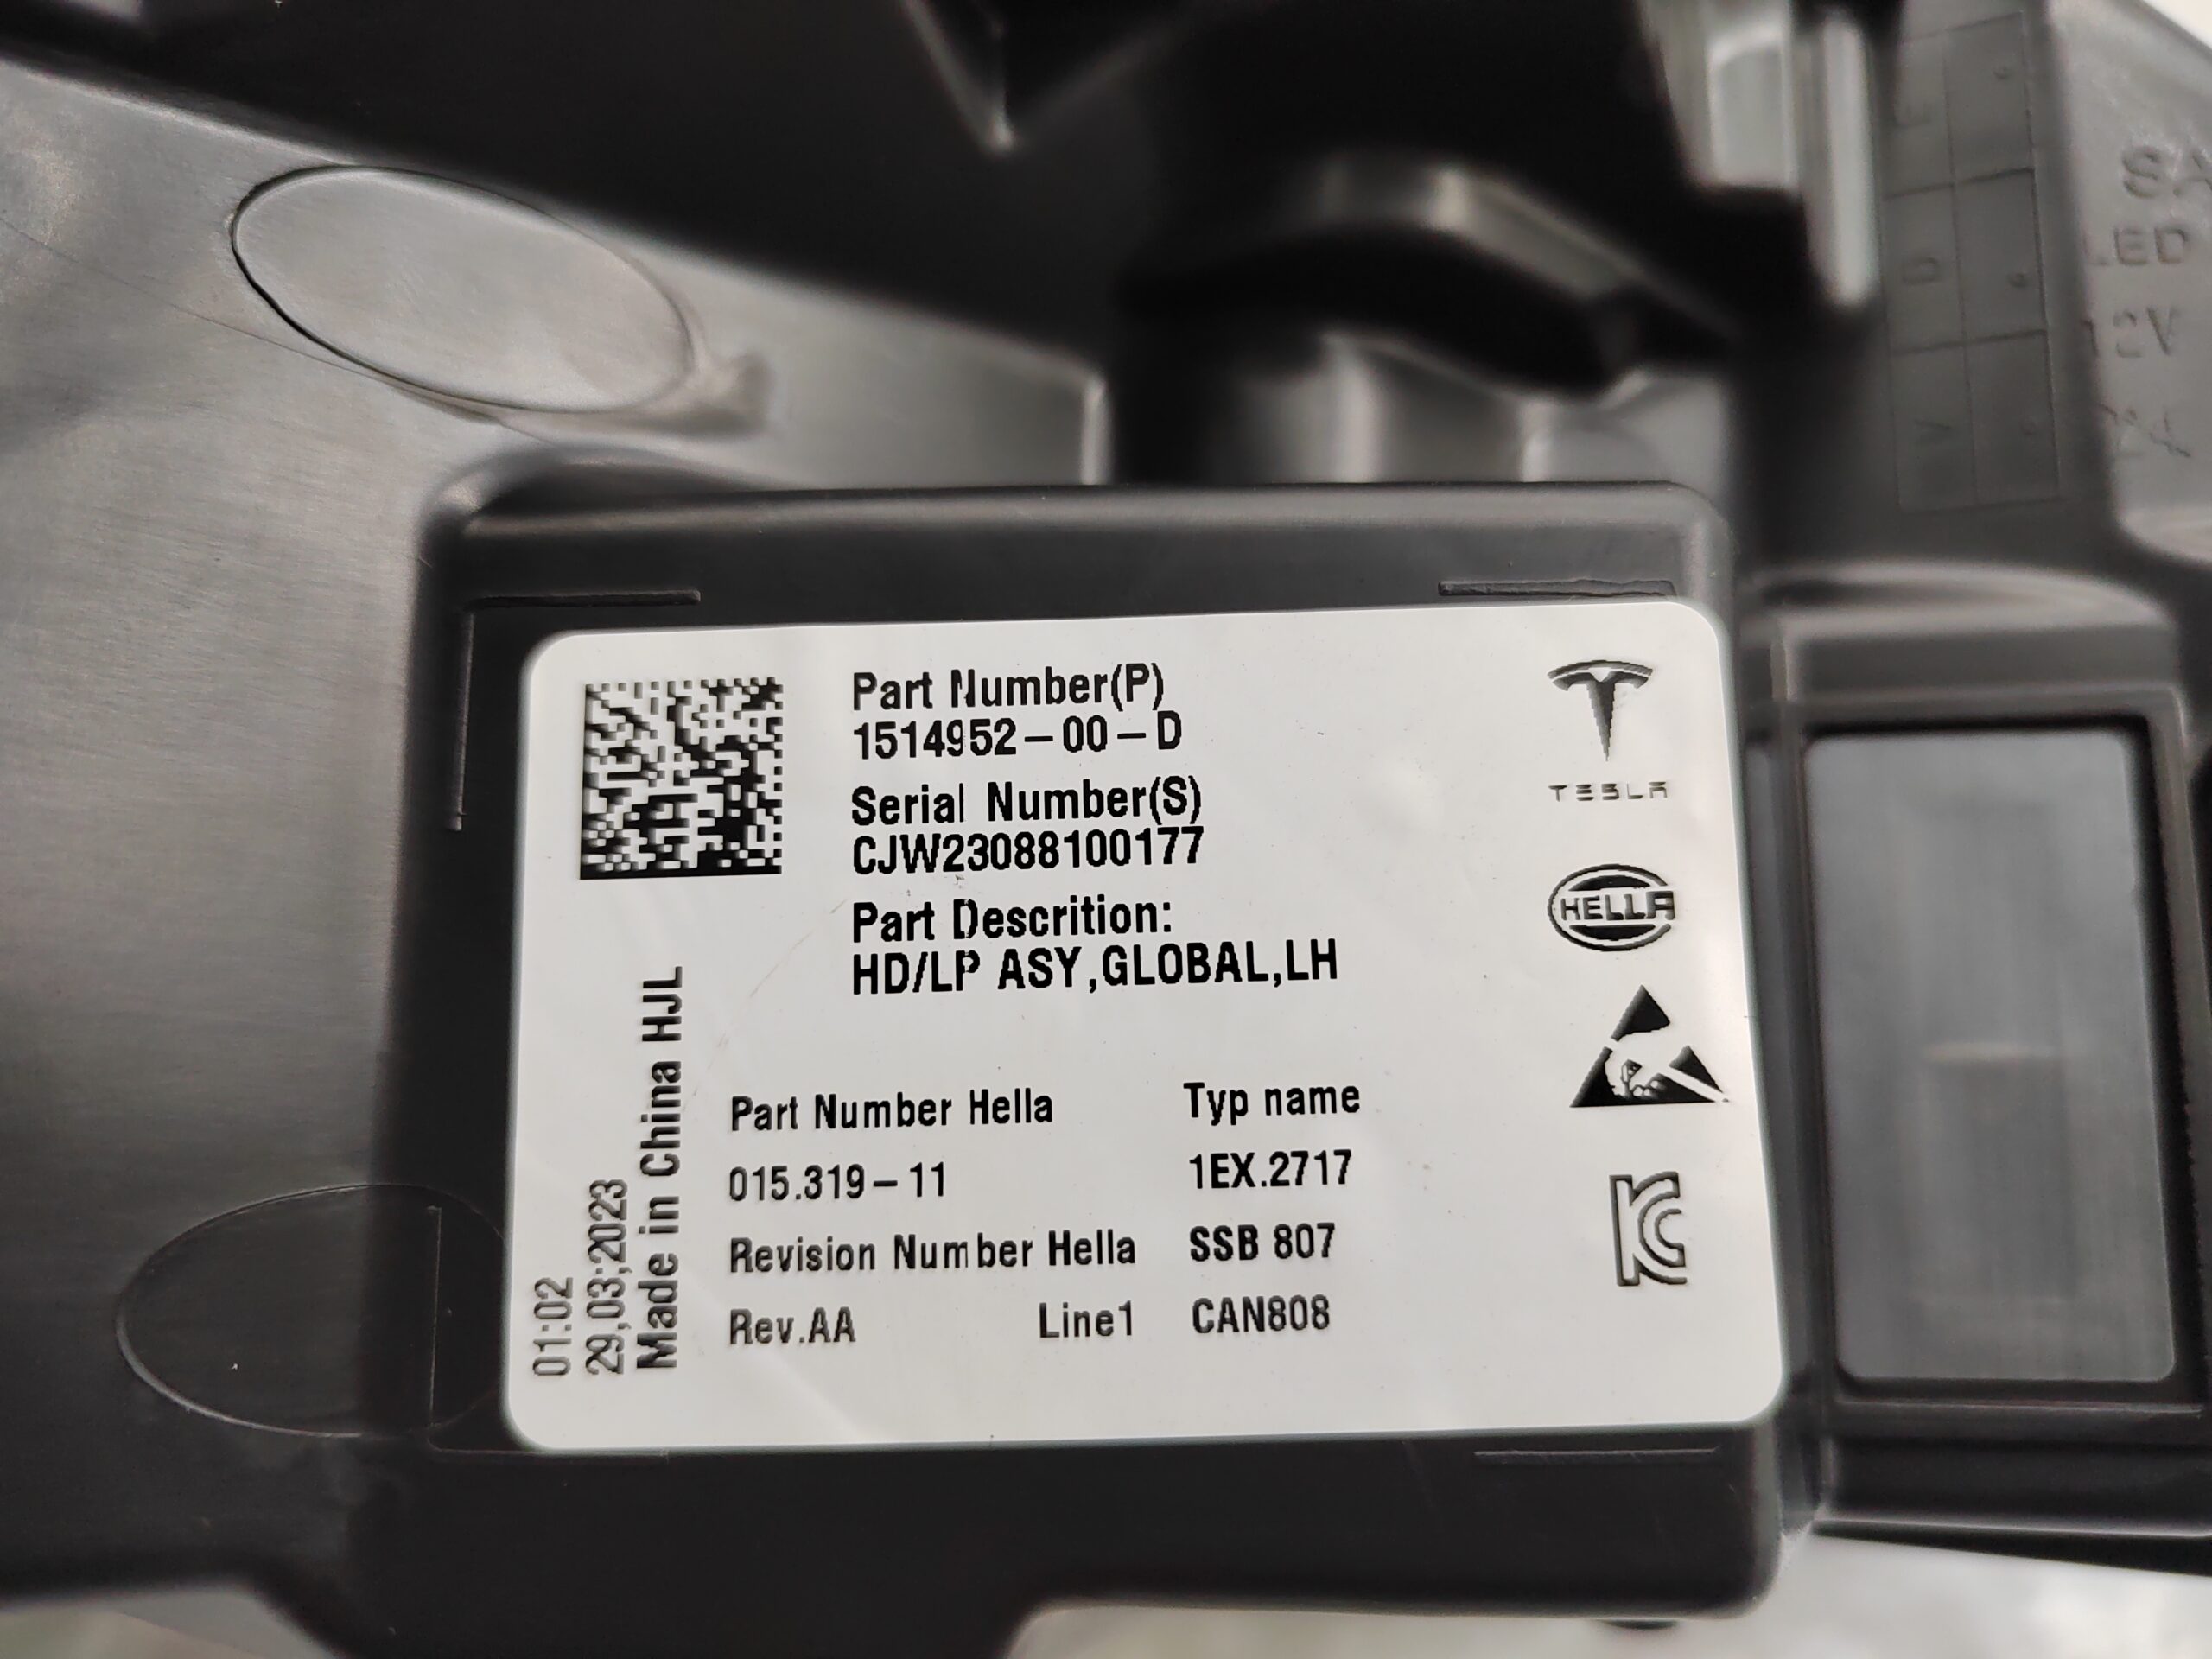 Part Number(P)
1514952-00-D
Serial Number(S)
CJW23088100177
Part Descrition:
HD/LP ASY,GLOBAL,LH
TESLA
HELLA
Part Number Hella
015.319-11
Revision Number Hella
Rev.AA Line1
Typ name
1EX.2717
SSB 807
CAN808
01:02
29,03;2023
Made in China HJL
LED
12V